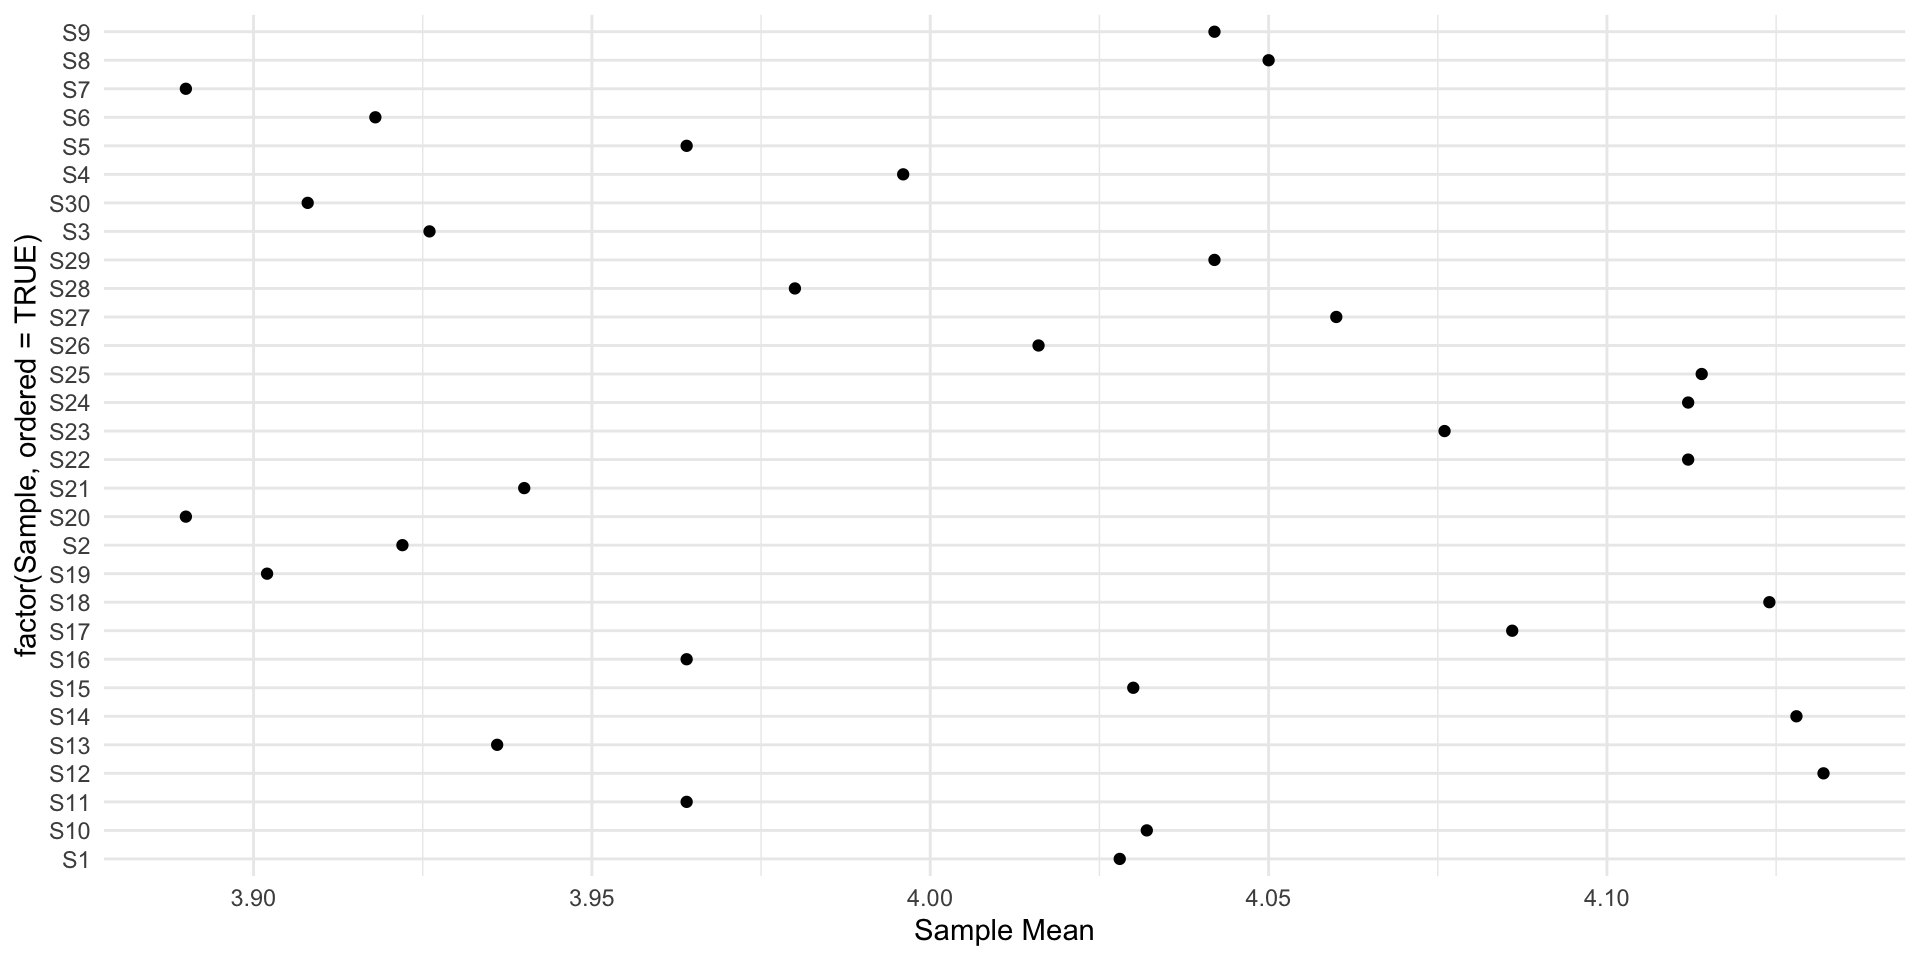 factor(Sample, ordered = TRUE)
S9
S8
S7
S6
S5
S4
S30
S3
S29
S28
S27
S26
S25
S24
S23
S22
S21
S20
S2
S19
S18
S17
S16
S15
S14
S13
S12
S11
S10
S1
3.90 3.95 4.00 4.05 4.10
Sample Mean